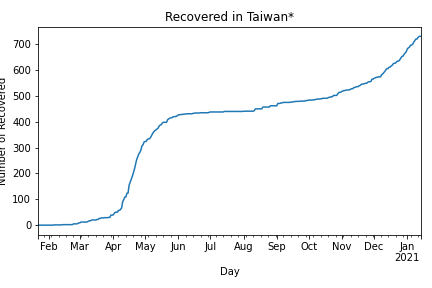 Recovered in Taiwan*
700
600
500
400
300
200
100
0
Number of Recovered
Feb Mar Apr May Jun Jul Aug Sep Oct Nov Dec Jan
2021
Day